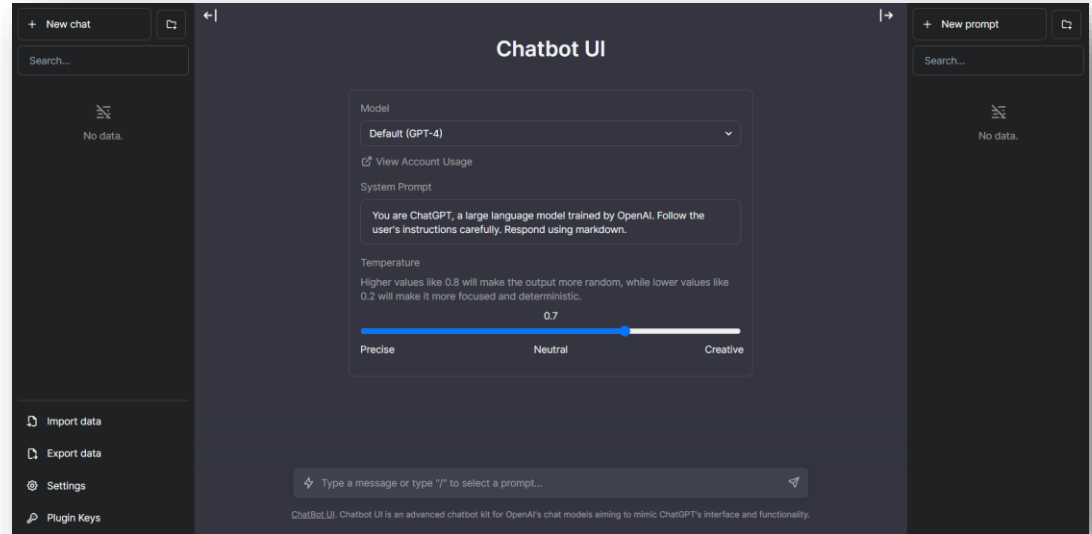 + New chat
Search...
No data.
Import data
Export data
Settings
Plugin Keys
Chatbot UI
Model
Default (GPT-4)
View Account Usage
System Prompt
You are ChatGPT, a large language model trained by OpenAI. Follow the
user's instructions carefully. Respond using markdown.
Temperature
Higher values like 0.8 will make the output more random, while lower values like
0.2 will make it more focused and deterministic.
0.7
Precise Neutral Creative
Type a message or type "/" to select a prompt...
ChatBot UI. Chatbot UI is an advanced chatbot kit for OpenAI's chat models aiming to mimic ChatGPT's interface and functionality.
+ New prompt
Search...
No data.